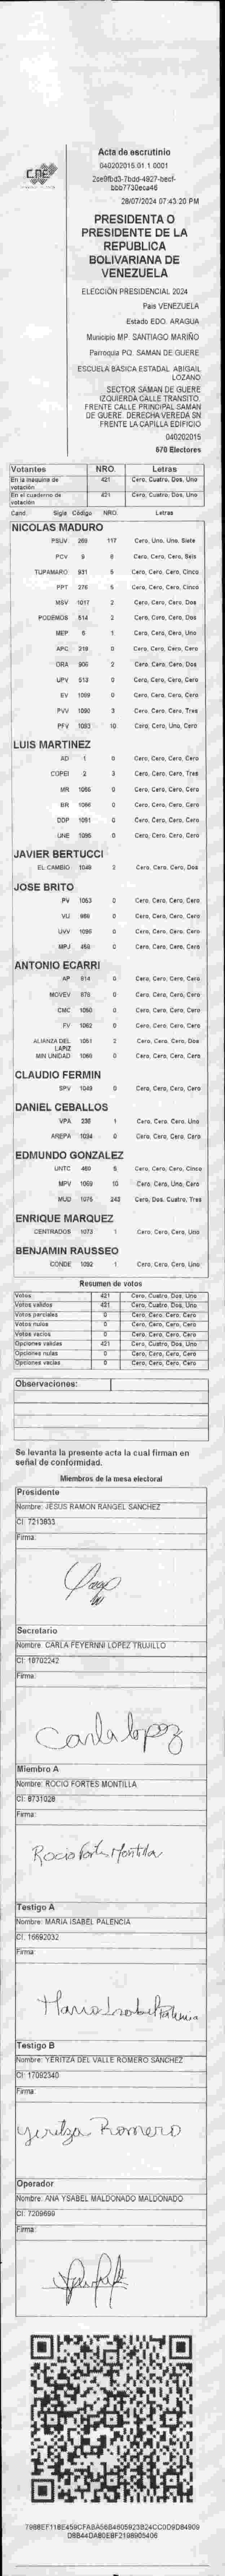 CNE
Acta de escrutinio
040202015.01.1.0001
2ce0fbd3-7bdd-4927-becf-
bbb7730eca46
28/07/2024 07:43:20 PM
PRESIDENTA O
PRESIDENTE DE LA
REPUBLICA
BOLIVARIANA DE
VENEZUELA
ELECCIÓN PRESIDENCIAL 2024
País VENEZUELA
Estado EDO. ARAGUA
Municipio MP. SANTIAGO MARIÑO
Parroquia PQ. SAMAN DE GUERE
ESCUELA BÁSICA ESTADAL ABIGAIL
LOZANO
SECTOR SAMAN DE GUERE
IZQUIERDA CALLE TRANSITO.
FRENTE CALLE PRINCIPAL SAMAN
DE GUERE. DERECHA VEREDA SN
FRENTE LA CAPILLA EDIFICIO
040202015
670 Electores
Votantes NRO. Letras
En la maquina de votación 421 Cero, Cuatro, Dos, Uno
En el cuaderno de votación 421 Cero, Cuatro, Dos, Uno
Cand. Sigla Código NRO. Letras
NICOLAS MADURO
PSUV 269 117 Cero, Uno, Uno, Siete
PCV 9 6 Cero, Cero, Cero, Seis
TUPAMARO 931 5 Cero, Cero, Cero, Cinco
PPT 276 5 Cero, Cero, Cero, Cinco
MSV 1017 2 Cero, Cero, Cero, Dos
PODEMOS 514 2 Cero, Cero, Cero, Dos
MEP 6 1 Cero, Cero, Cero, Uno
APC 218 0 Cero, Cero, Cero, Cero
ORA 906 2 Cero, Cero, Cero, Dos
UPV 513 0 Cero, Cero, Cero, Cero
EV 1089 0 Cero, Cero, Cero, Cero
PVV 1090 3 Cero, Cero, Cero, Tres
PFV 1083 10 Cero, Cero, Uno, Cero
LUIS MARTINEZ
AD 1 0 Cero, Cero, Cero, Cero
COPEI 2 3 Cero, Cero, Cero, Tres
MR 1086 0 Cero, Cero, Cero, Cero
BR 1066 0 Cero, Cero, Cero, Cero
DDP 1091 0 Cero, Cero, Cero, Cero
UNE 1095 0 Cero, Cero, Cero, Cero
JAVIER BERTUCCI
EL CAMBIO 1048 2 Cero, Cero, Cero, Dos
JOSE BRITO
PV 1053 0 Cero, Cero, Cero, Cero
VU 986 0 Cero, Cero, Cero, Cero
UVV 1096 0 Cero, Cero, Cero, Cero
MPJ 456 0 Cero, Cero, Cero, Cero
ANTONIO ECARRI
AP 814 0 Cero, Cero, Cero, Cero
MOVEV 878 0 Cero, Cero, Cero, Cero
CMC 1050 0 Cero, Cero, Cero, Cero
FV 1062 0 Cero, Cero, Cero, Cero
ALIANZA DEL LAPIZ 1051 2 Cero, Cero, Cero, Dos
MIN UNIDAD 1069 0 Cero, Cero, Cero, Cero
CLAUDIO FERMIN
SPV 1049 0 Cero, Cero, Cero, Cero
DANIEL CEBALLOS
VPA 230 1 Cero, Cero, Cero, Uno
AREPA 1094 0 Cero, Cero, Cero, Cero
EDMUNDO GONZALEZ
UNTC 460 5 Cero, Cero, Cero, Cinco
MPV 1069 10 Cero, Cero, Uno, Cero
MUD 1075 243 Cero, Dos, Cuatro, Tres
ENRIQUE MARQUEZ
CENTRADOS 1073 1 Cero, Cero, Cero, Uno
BENJAMIN RAUSSEO
CONDE 1092 1 Cero, Cero, Cero, Uno
Resumen de votos
Votos 421 Cero, Cuatro, Dos, Uno
Votos válidos 421 Cero, Cuatro, Dos, Uno
Votos parciales 0 Cero, Cero, Cero, Cero
Votos nulos 0 Cero, Cero, Cero, Cero
Votos vacíos 0 Cero, Cero, Cero, Cero
Opciones válidas 421 Cero, Cuatro, Dos, Uno
Opciones nulas 0 Cero, Cero, Cero, Cero
Opciones vacías 0 Cero, Cero, Cero, Cero
Observaciones:
Se levanta la presente acta la cual firman en
señal de conformidad.
Miembros de la mesa electoral
Presidente
Nombre: JESUS RAMON RANGEL SANCHEZ
CI: 7213833
Firma:
Secretario
Nombre: CARLA FEYERNNI LOPEZ TRUJILLO
CI: 18702242
Firma:
Carla lopez
Miembro A
Nombre: ROCIO FORTES MONTILLA
CI: 8731028
Firma:
Rocio Fortes Montilla
Testigo A
Nombre: MARIA ISABEL PALENCIA
CI: 16692032
Firma:
Maria Isabel Palencia
Testigo B
Nombre: YERITZA DEL VALLE ROMERO SÁNCHEZ
CI: 17092340
Firma:
Yeritza Romero
Operador
Nombre: ANA YSABEL MALDONADO MALDONADO
CI: 7209699
Firma:
7988EF118E459CFABA56B4605923B24CC0D9D84909
D8B44DA80EBF2198905406